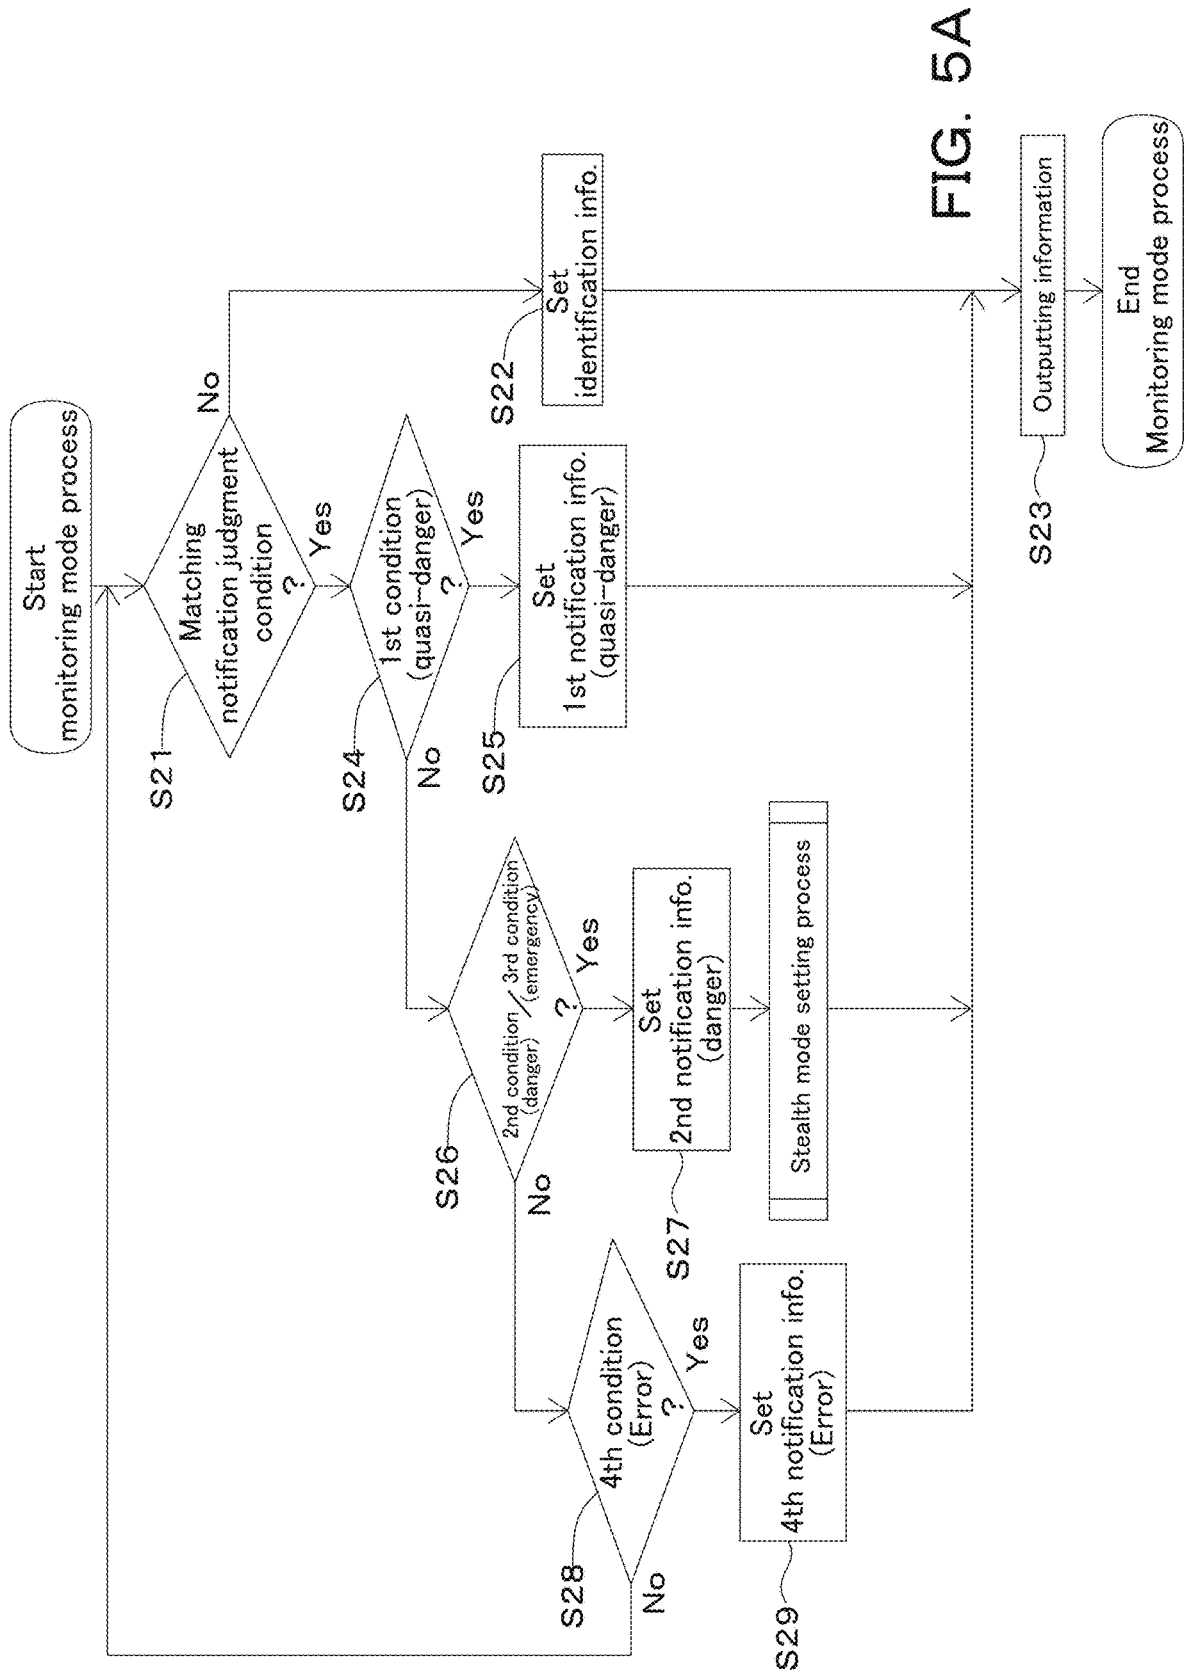 Start
monitoring mode process
S21
Matching
notification judgment
condition
?
No
Yes
S24
1st condition
(quasi-danger)
?
No
Yes
S22
Set
identification info.
S25
Set
1st notification info.
(quasi-danger)
S26
2nd condition / 3rd condition
(danger) (emergency)
?
No
Yes
S27
Set
2nd notification info.
(danger)
Stealth mode setting process
S28
4th condition
(Error)
?
No
Yes
S29
Set
4th notification info.
(Error)
S23
Outputting information
End
Monitoring mode process
FIG. 5A